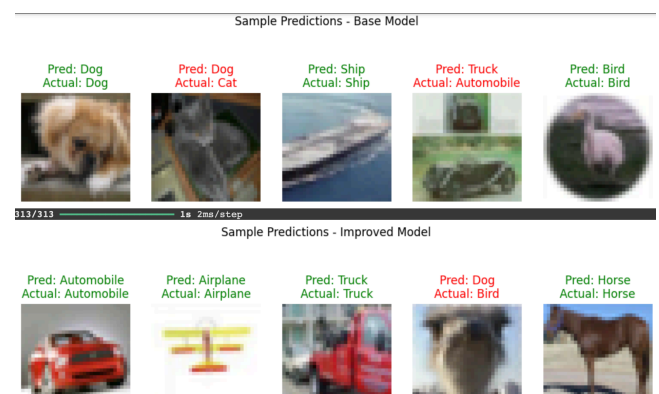 Sample Predictions - Base Model
Pred: Dog Pred: Dog Pred: Ship Pred: Truck Pred: Bird
Actual: Dog Actual: Cat Actual: Ship Actual: Automobile Actual: Bird
313/313 1s 2ms/step
Sample Predictions - Improved Model
Pred: Automobile Pred: Airplane Pred: Truck Pred: Dog Pred: Horse
Actual: Automobile Actual: Airplane Actual: Truck Actual: Bird Actual: Horse